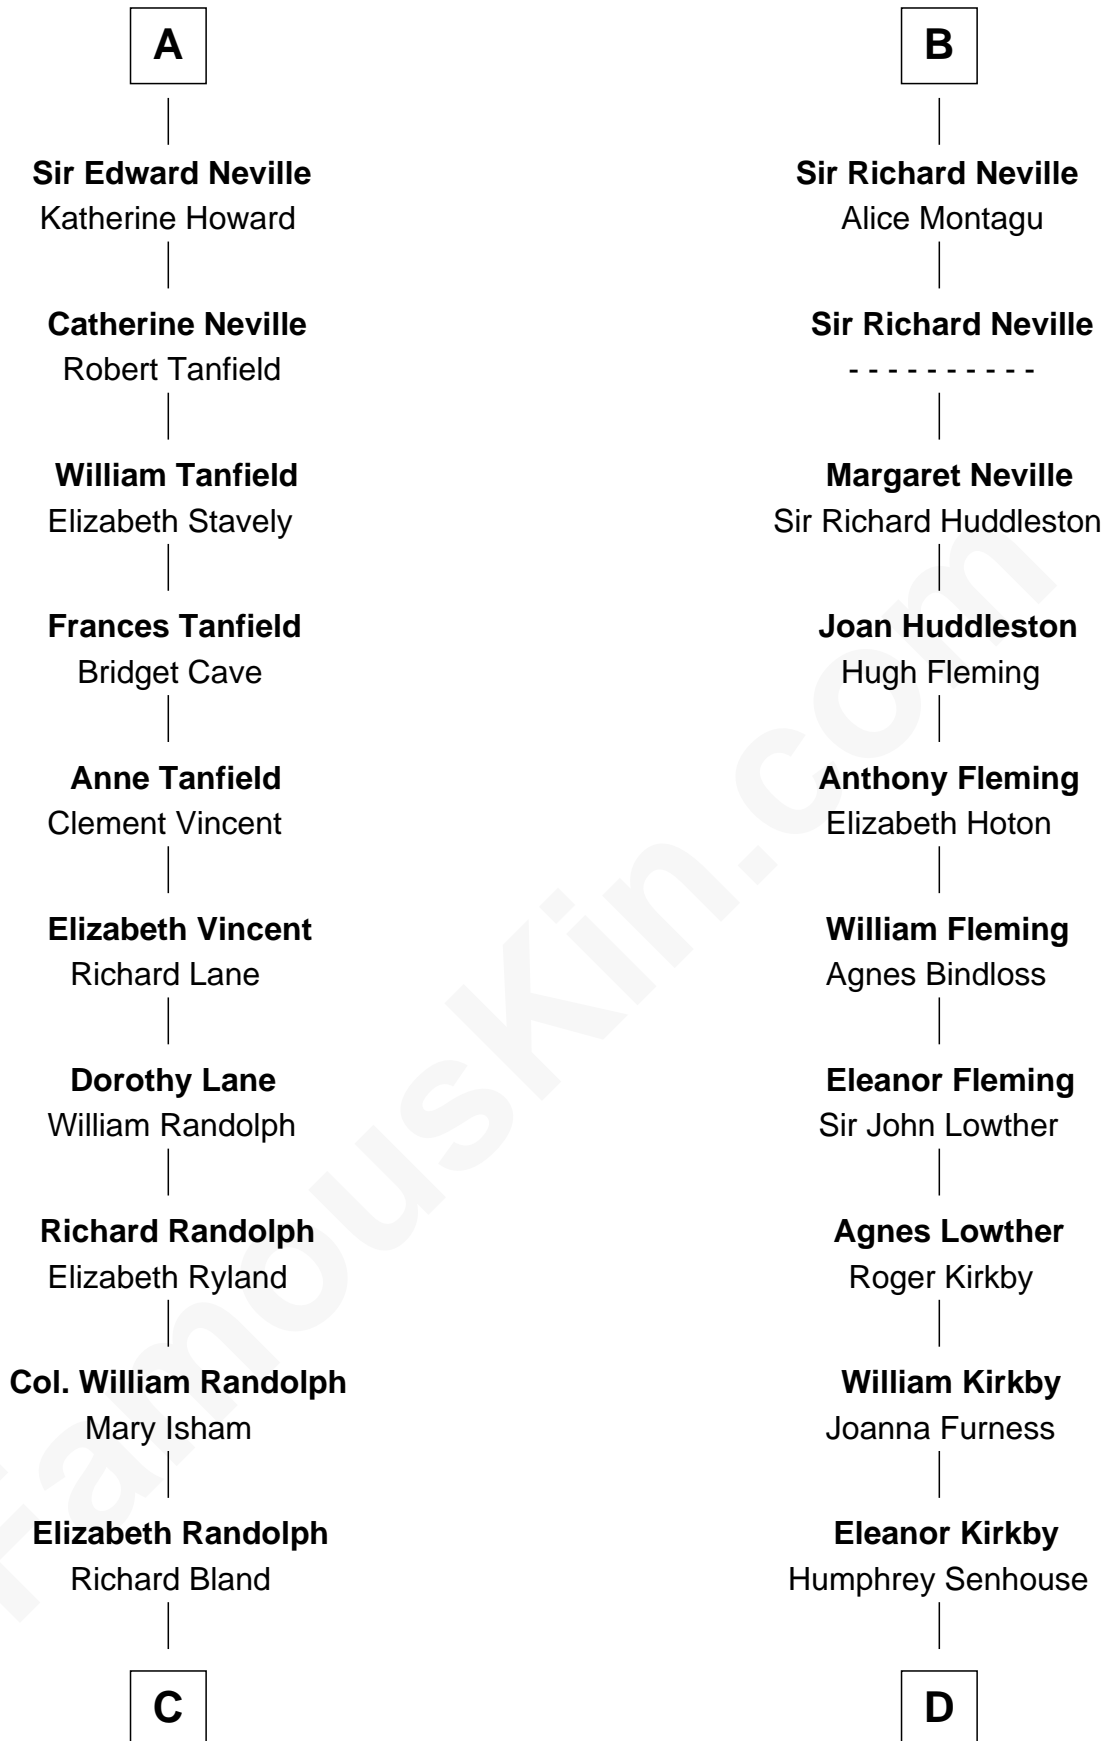 A
Sir Edward Neville
Katherine Howard
Catherine Neville
Robert Tanfield
William Tanfield
Elizabeth Stavely
Frances Tanfield
Bridget Cave
Anne Tanfield
Clement Vincent
Elizabeth Vincent
Richard Lane
Dorothy Lane
William Randolph
Richard Randolph
Elizabeth Ryland
Col. William Randolph
Mary Isham
Elizabeth Randolph
Richard Bland
C
B
Sir Richard Neville
Alice Montagu
Sir Richard Neville
- - - - - - - - - -
Margaret Neville
Sir Richard Huddleston
Joan Huddleston
Hugh Fleming
Anthony Fleming
Elizabeth Hoton
William Fleming
Agnes Bindloss
Eleanor Fleming
Sir John Lowther
Agnes Lowther
Roger Kirkby
William Kirkby
Joanna Furness
Eleanor Kirkby
Humphrey Senhouse
D
FamousKin.com